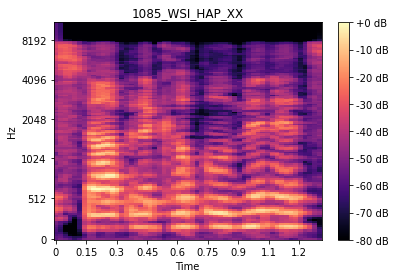 1085_WSI_HAP_XX
Hz
8192
4096
2048
1024
512
0
0 0.15 0.3 0.45 0.6 0.75 0.9 1.1 1.2
Time
+0 dB
-10 dB
-20 dB
-30 dB
-40 dB
-50 dB
-60 dB
-70 dB
-80 dB